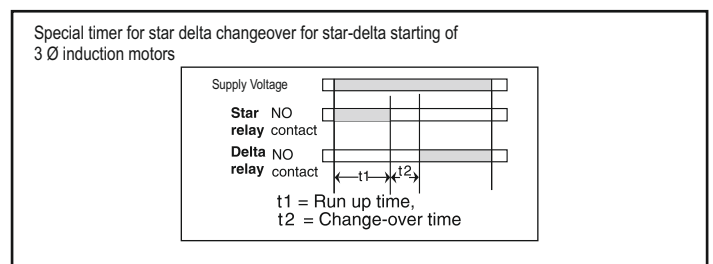 Special timer for star delta changeover for star-delta starting of
3 Ø induction motors
Supply Voltage
Star NO
relay contact
Delta NO
relay contact
t1 t2
t1 = Run up time,
t2 = Change-over time